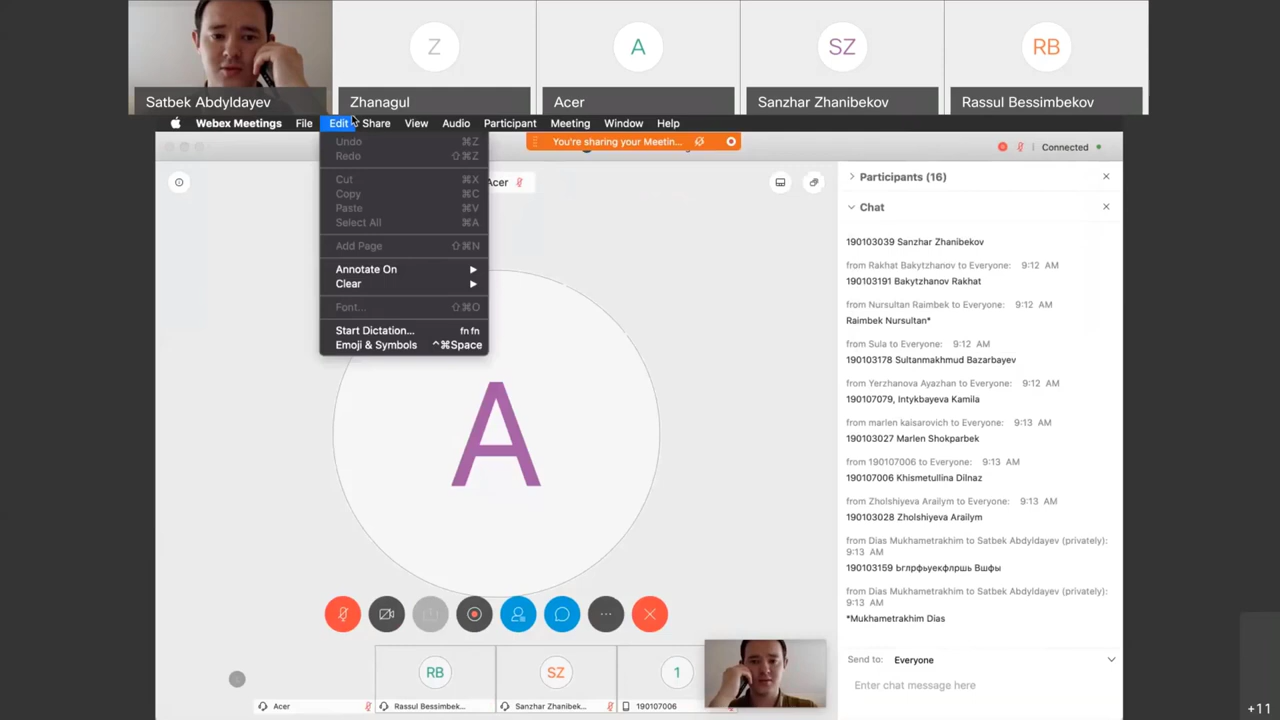 Z
A
SZ
RB
Satbek Abdyldayev
Zhanagul
Acer
Sanzhar Zhanibekov
Rassul Bessimbekov
Webex Meetings File Edit Share View Audio Participant Meeting Window Help
You're sharing your Meetin...
Connected
Undo ⌘Z
Redo ⇧⌘Z
Cut ⌘X
Copy ⌘C
Paste ⌘V
Select All ⌘A
Add Page ⇧⌘N
Annotate On
Clear
Font... ⇧⌘O
Start Dictation... fn fn
Emoji & Symbols ^⌘Space
Acer
A
Participants (16)
Chat
190103039 Sanzhar Zhanibekov
from Rakhat Bakytzhanov to Everyone: 9:12 AM
190103191 Bakytzhanov Rakhat
from Nursultan Raimbek to Everyone: 9:12 AM
Raimbek Nursultan*
from Sula to Everyone: 9:12 AM
190103178 Sultanmakhmud Bazarbayev
from Yerzhanova Ayazhan to Everyone: 9:12 AM
190107079, Intykbayeva Kamila
from marlen kaisarovich to Everyone: 9:13 AM
190103027 Marlen Shokparbek
from 190107006 to Everyone: 9:13 AM
190107006 Khismetullina Dilnaz
from Zholshiyeva Arailym to Everyone: 9:13 AM
190103028 Zholshiyeva Arailym
from Dias Mukhametrakhim to Satbek Abdyldayev (privately):
9:13 AM
190103159 Ьглрфьуекфлршь Вшфы
from Dias Mukhametrakhim to Satbek Abdyldayev (privately):
9:13 AM
*Mukhametrakhim Dias
Send to: Everyone
Enter chat message here
RB
SZ
1
Acer
Rassul Bessimbek...
Sanzhar Zhanibek...
190107006
+11